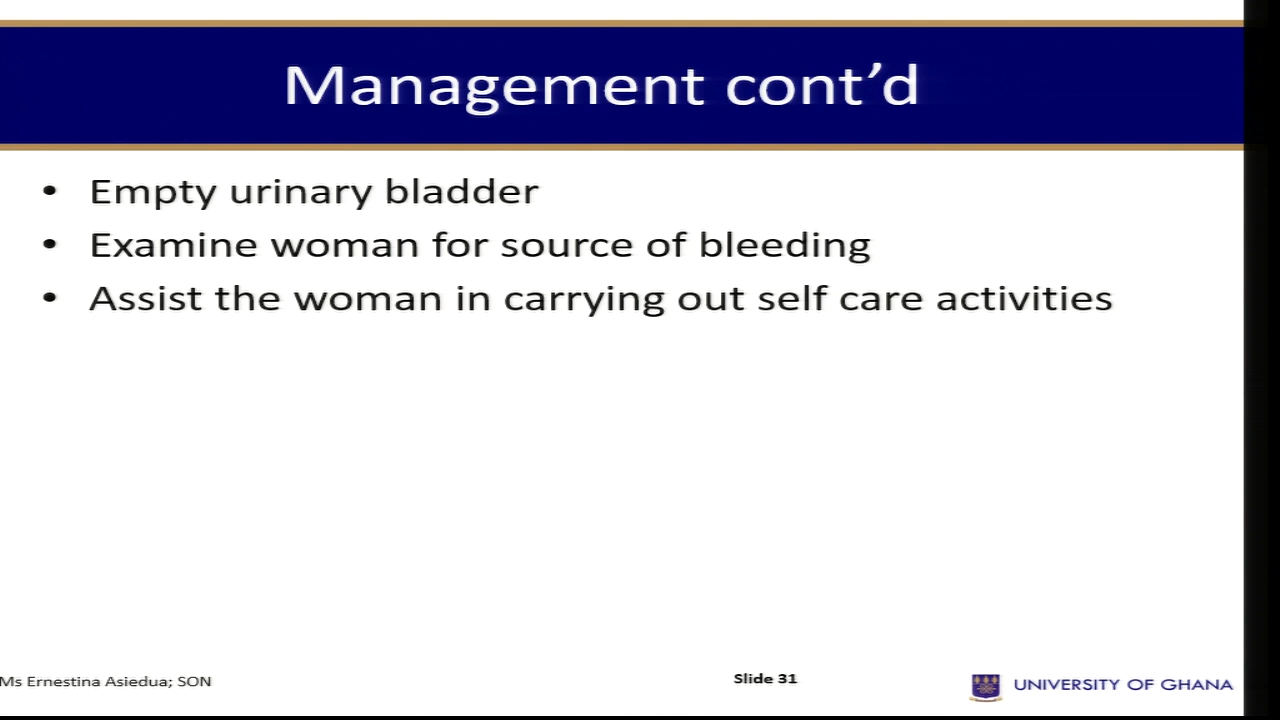 Management cont’d
• Empty urinary bladder
• Examine woman for source of bleeding
• Assist the woman in carrying out self care activities
Ms Ernestina Asiedua; SON
Slide 31
UNIVERSITY OF GHANA